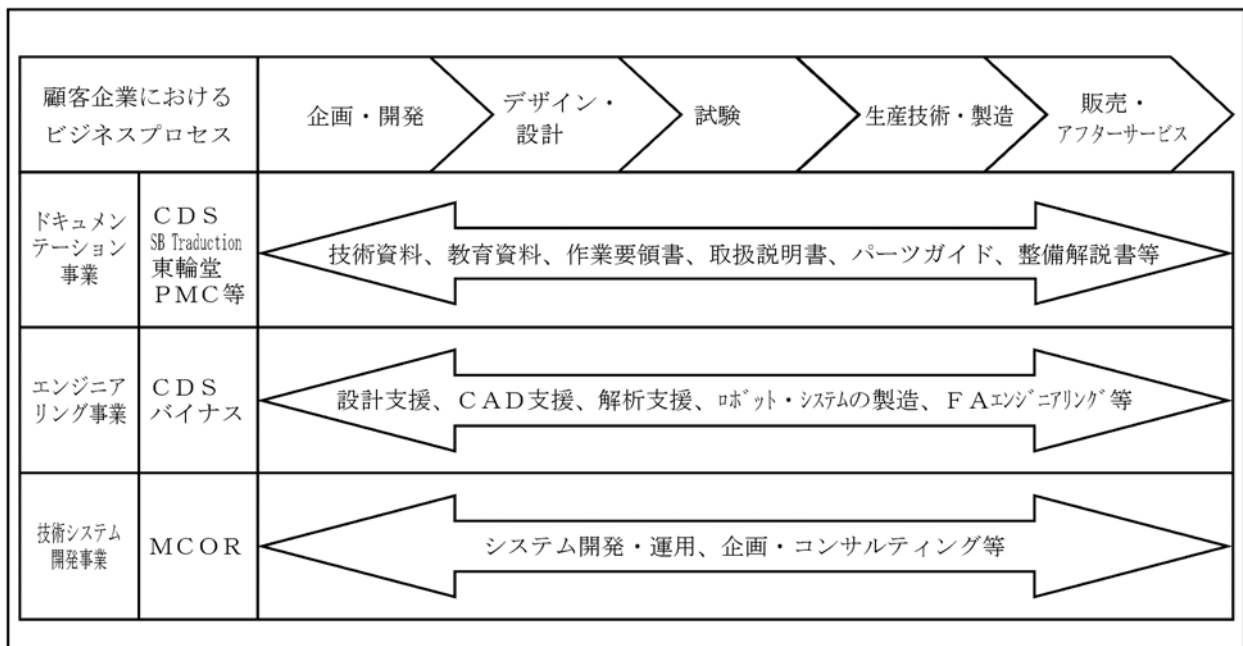 顧客企業における
ビジネスプロセス
企画・開発
デザイン・
設計
試験
生産技術・製造
販売・
アフターサービス
ドキュメン
テーション
事業
ＣＤＳ
SB Traduction
東輪堂
ＰＭＣ等
技術資料、教育資料、作業要領書、取扱説明書、パーツガイド、整備解説書等
エンジニア
リング事業
ＣＤＳ
バイナス
設計支援、ＣＡＤ支援、解析支援、ﾛﾎﾞｯﾄ・ｼｽﾃﾑの製造、ＦＡｴﾝｼﾞﾆｱﾘﾝｸﾞ等
技術システム
開発事業
ＭＣＯＲ
システム開発・運用、企画・コンサルティング等